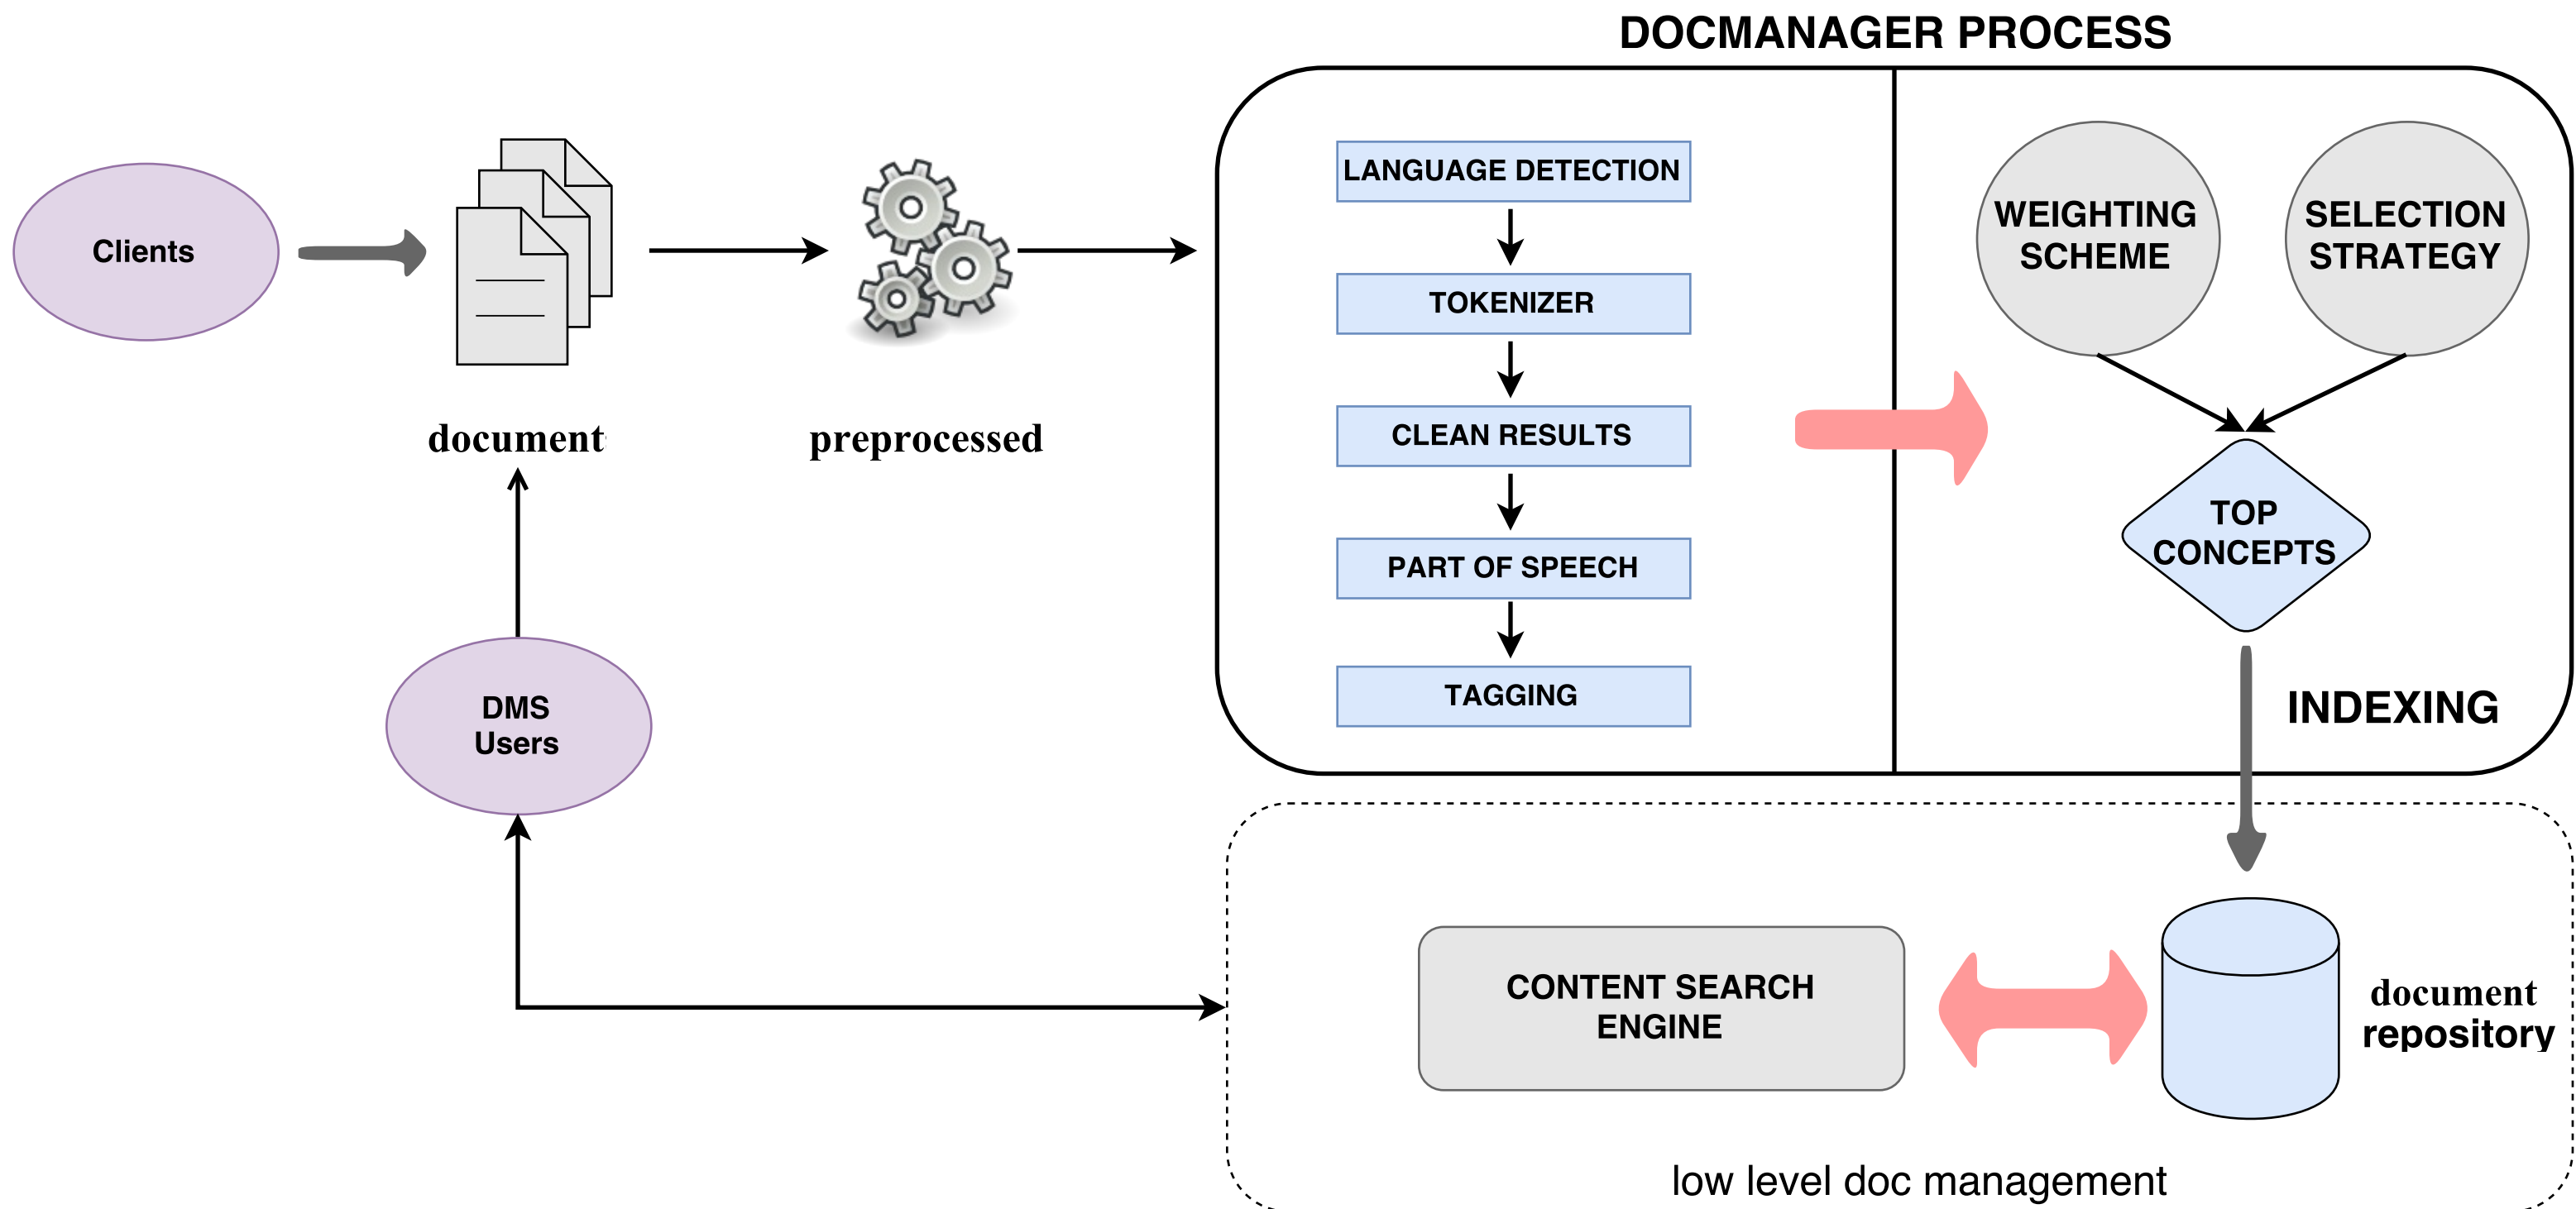 DOCMANAGER PROCESS
Clients
document
preprocessed
DMS
Users
LANGUAGE DETECTION
TOKENIZER
CLEAN RESULTS
PART OF SPEECH
TAGGING
WEIGHTING
SCHEME
SELECTION
STRATEGY
TOP
CONCEPTS
INDEXING
CONTENT SEARCH
ENGINE
document
repository
low level doc management